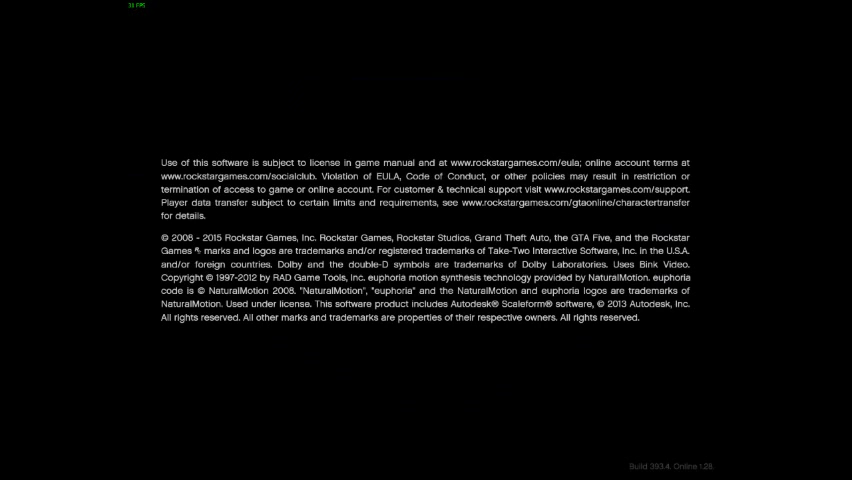 31 FPS
Use of this software is subject to license in game manual and at www.rockstargames.com/eula; online account terms at
www.rockstargames.com/socialclub. Violation of EULA, Code of Conduct, or other policies may result in restriction or
termination of access to game or online account. For customer & technical support visit www.rockstargames.com/support.
Player data transfer subject to certain limits and requirements, see www.rockstargames.com/gtaonline/charactertransfer
for details.
© 2008 - 2015 Rockstar Games, Inc. Rockstar Games, Rockstar Studios, Grand Theft Auto, the GTA Five, and the Rockstar
Games R* marks and logos are trademarks and/or registered trademarks of Take-Two Interactive Software, Inc. in the U.S.A.
and/or foreign countries. Dolby and the double-D symbols are trademarks of Dolby Laboratories. Uses Bink Video.
Copyright © 1997-2012 by RAD Game Tools, Inc. euphoria motion synthesis technology provided by NaturalMotion. euphoria
code is © NaturalMotion 2008. "NaturalMotion", "euphoria" and the NaturalMotion and euphoria logos are trademarks of
NaturalMotion. Used under license. This software product includes Autodesk® Scaleform® software, © 2013 Autodesk, Inc.
All rights reserved. All other marks and trademarks are properties of their respective owners. All rights reserved.
Build 393.4, Online 1.28